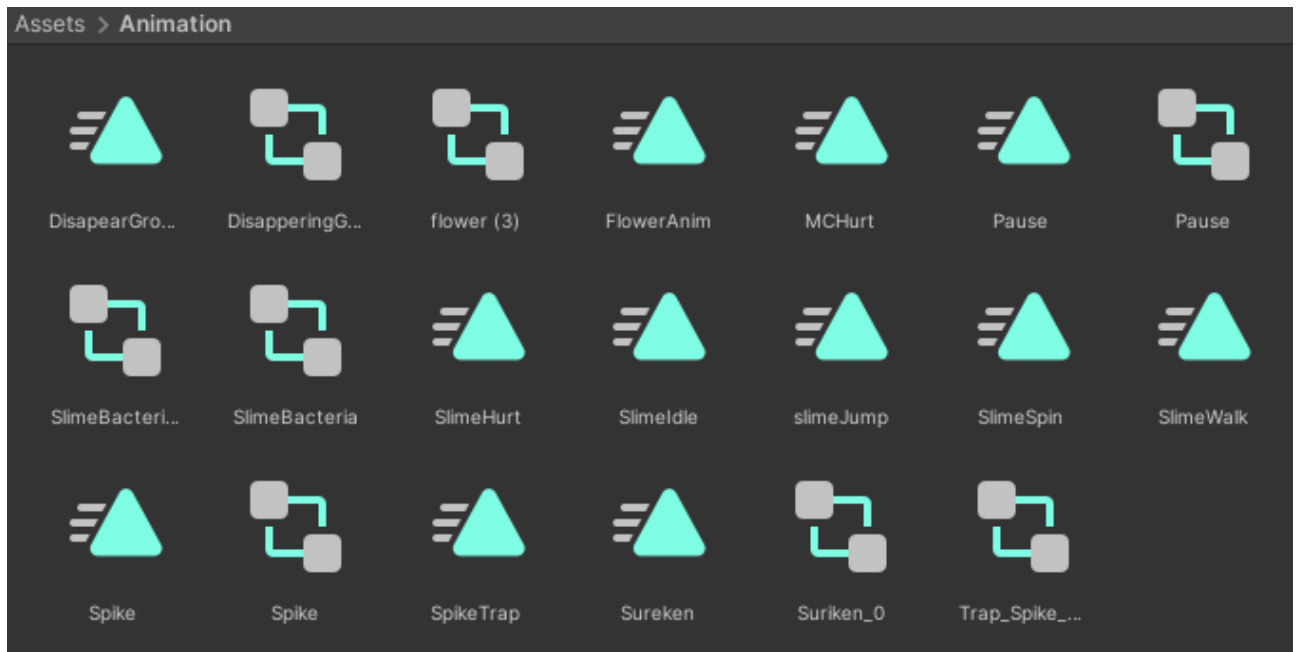 Assets > Animation
DisapearGro...
DisapperingG...
flower (3)
FlowerAnim
MCHurt
Pause
Pause
SlimeBacteri...
SlimeBacteria
SlimeHurt
SlimeIdle
slimeJump
SlimeSpin
SlimeWalk
Spike
Spike
SpikeTrap
Sureken
Suriken_0
Trap_Spike_...